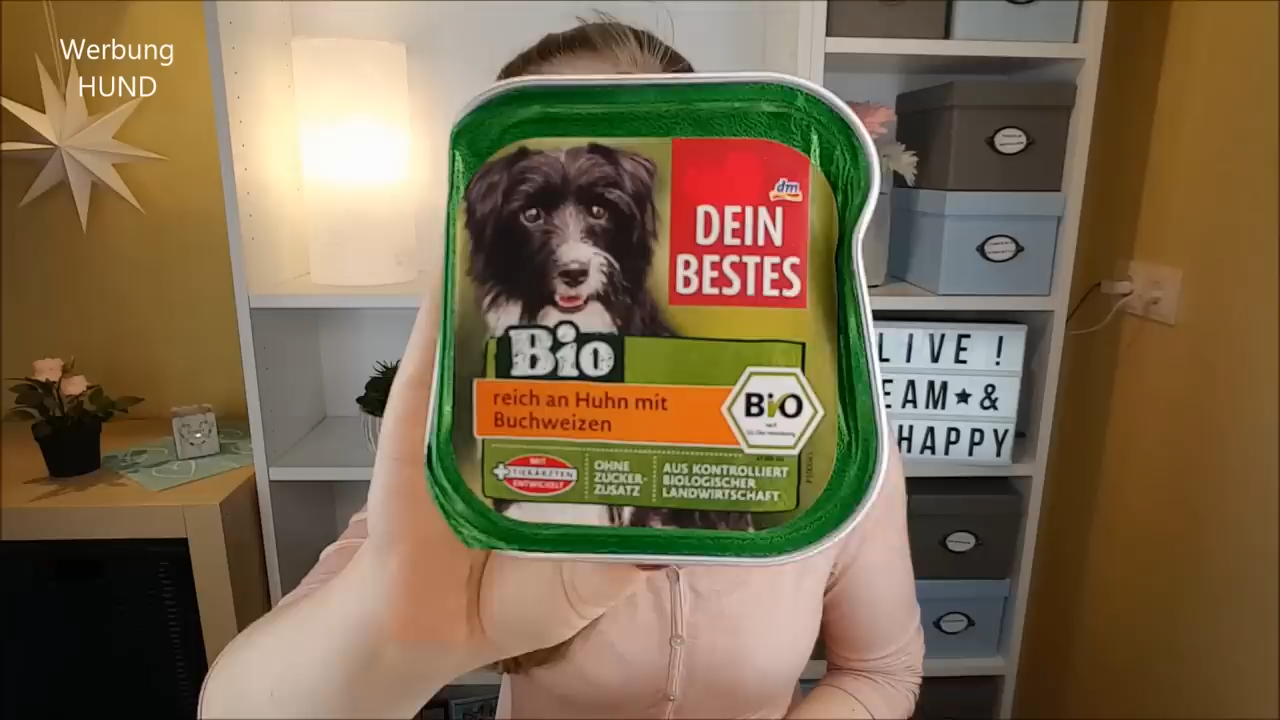 Werbung
HUND
dm
DEIN
BESTES
Bio
reich an Huhn mit
Buchweizen
BiO
MIT
TIERÄRZTEN
ENTWICKELT
OHNE
ZUCKER-
ZUSATZ
AUS KONTROLLIERT
BIOLOGISCHER
LANDWIRTSCHAFT
LIVE !
EAM★&
HAPPY